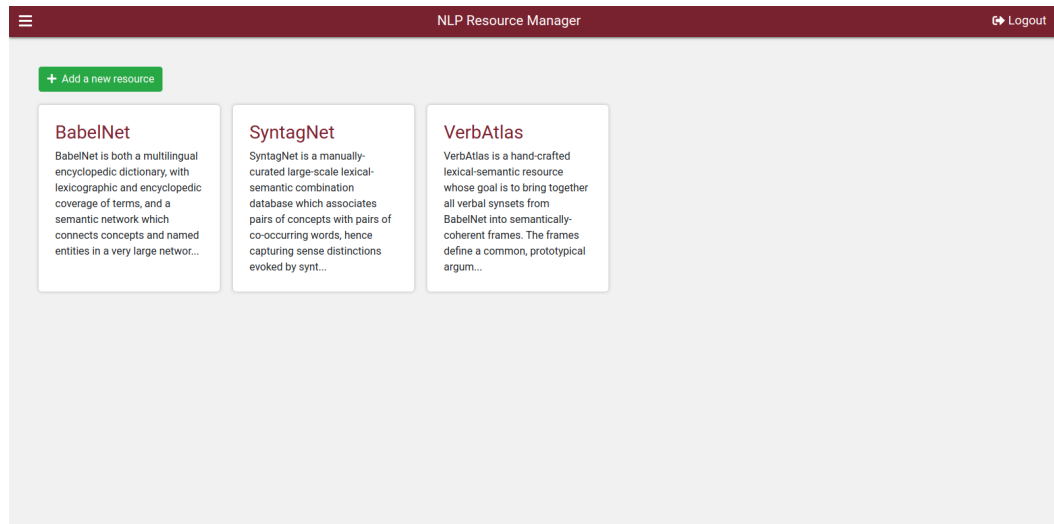 NLP Resource Manager
Logout
Add a new resource
BabelNet
BabelNet is both a multilingual
encyclopedic dictionary, with
lexicographic and encyclopedic
coverage of terms, and a
semantic network which
connects concepts and named
entities in a very large networ...
SyntagNet
SyntagNet is a manually-
curated large-scale lexical-
semantic combination
database which associates
pairs of concepts with pairs of
co-occurring words, hence
capturing sense distinctions
evoked by synt...
VerbAtlas
VerbAtlas is a hand-crafted
lexical-semantic resource
whose goal is to bring together
all verbal synsets from
BabelNet into semantically-
coherent frames. The frames
define a common, prototypical
argum...